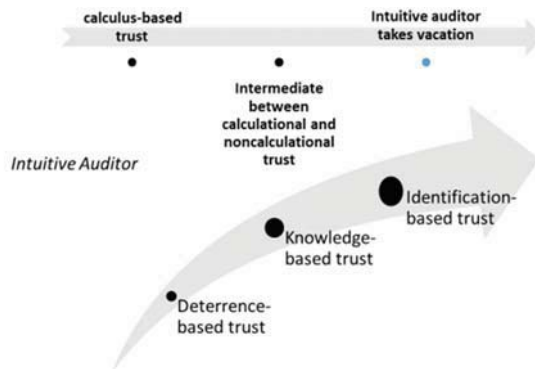 calculus-based
trust
Intuitive auditor
takes vacation
Intermediate
between
calculational and
noncalculational
trust
Intuitive Auditor
Identification-
based trust
Knowledge-
based trust
Deterrence-
based trust